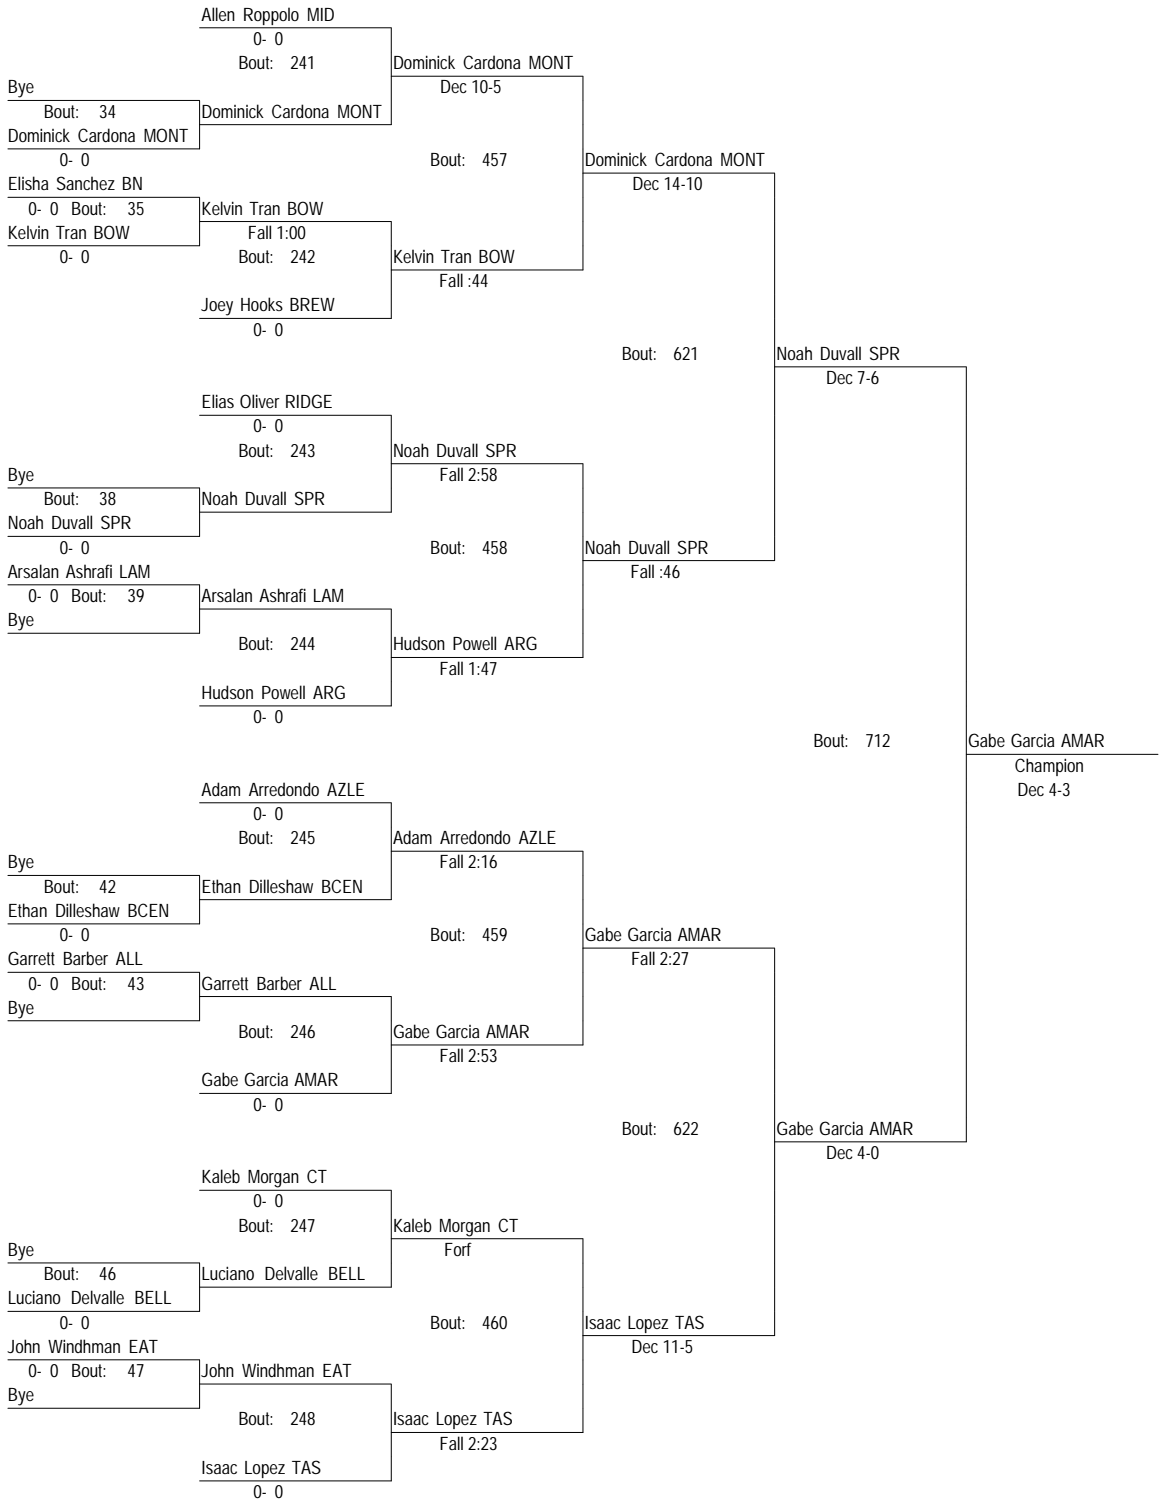 Allen Roppolo MID
0- 0
Bout: 241
Dominick Cardona MONT
Dec 10-5
Bye
Bout: 34
Dominick Cardona MONT
Dominick Cardona MONT
0- 0
Bout: 457
Dominick Cardona MONT
Dec 14-10
Elisha Sanchez BN
0- 0 Bout: 35
Kelvin Tran BOW
Kelvin Tran BOW
Fall 1:00
0- 0
Bout: 242
Kelvin Tran BOW
Fall :44
Joey Hooks BREW
0- 0
Bout: 621
Noah Duvall SPR
Dec 7-6
Elias Oliver RIDGE
0- 0
Bout: 243
Noah Duvall SPR
Fall 2:58
Bye
Bout: 38
Noah Duvall SPR
Noah Duvall SPR
0- 0
Bout: 458
Noah Duvall SPR
Fall :46
Arsalan Ashrafi LAM
0- 0 Bout: 39
Arsalan Ashrafi LAM
Bye
Bout: 244
Hudson Powell ARG
Fall 1:47
Hudson Powell ARG
0- 0
Bout: 712
Gabe Garcia AMAR
Champion
Dec 4-3
Adam Arredondo AZLE
0- 0
Bout: 245
Adam Arredondo AZLE
Fall 2:16
Bye
Bout: 42
Ethan Dilleshaw BCEN
Ethan Dilleshaw BCEN
0- 0
Bout: 459
Gabe Garcia AMAR
Fall 2:27
Garrett Barber ALL
0- 0 Bout: 43
Garrett Barber ALL
Bye
Bout: 246
Gabe Garcia AMAR
Fall 2:53
Gabe Garcia AMAR
0- 0
Bout: 622
Gabe Garcia AMAR
Dec 4-0
Kaleb Morgan CT
0- 0
Bout: 247
Kaleb Morgan CT
Forf
Bye
Bout: 46
Luciano Delvalle BELL
Luciano Delvalle BELL
0- 0
Bout: 460
Isaac Lopez TAS
Dec 11-5
John Windhman EAT
0- 0 Bout: 47
John Windhman EAT
Bye
Bout: 248
Isaac Lopez TAS
Fall 2:23
Isaac Lopez TAS
0- 0